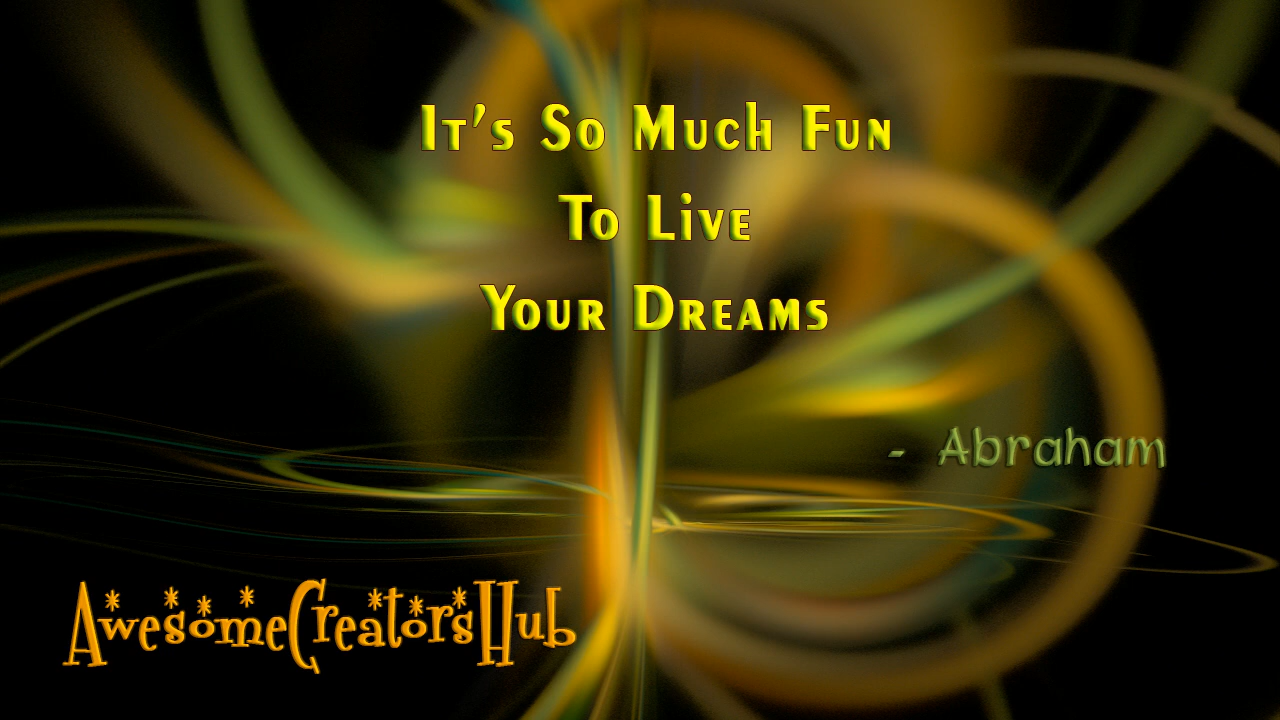 It's So Much Fun
To Live
Your Dreams
- Abraham
AwesomeCreatorsHub